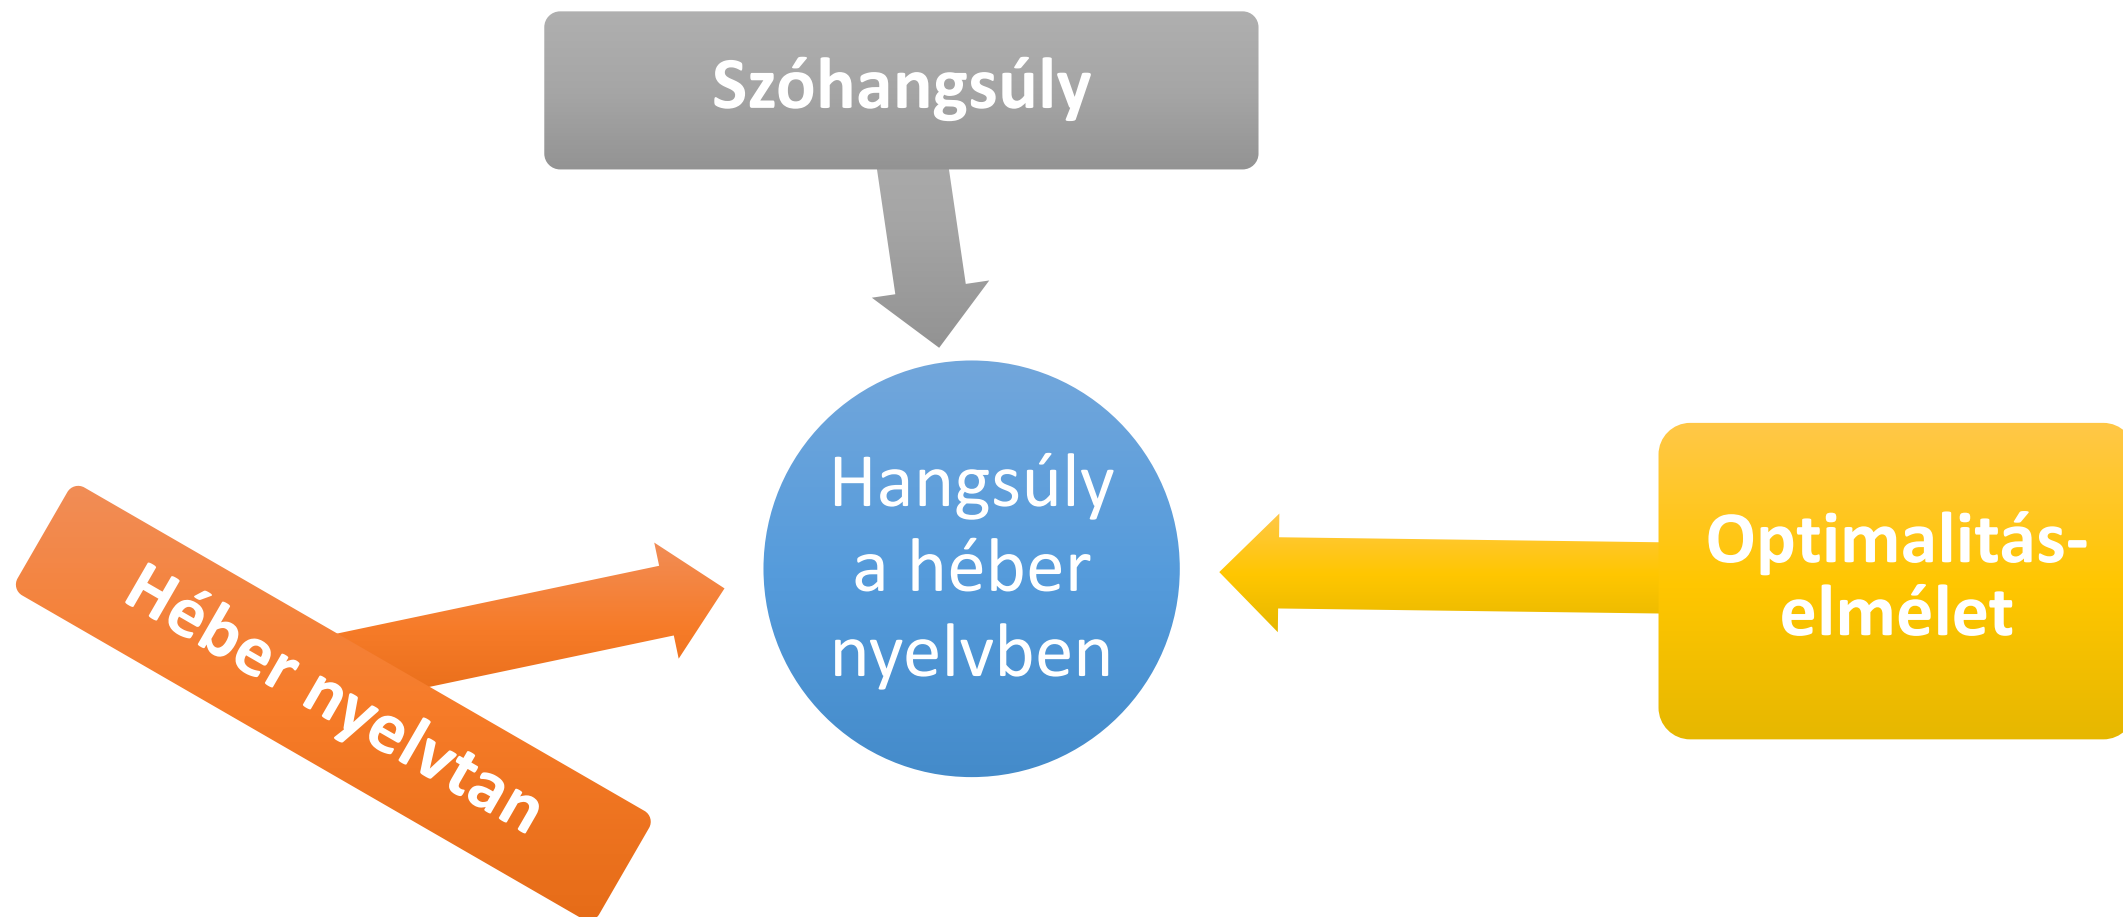 Szóhangsúly
Hangsúly
a héber
nyelvben
Héber nyelvtan
Optimalitás-
elmélet